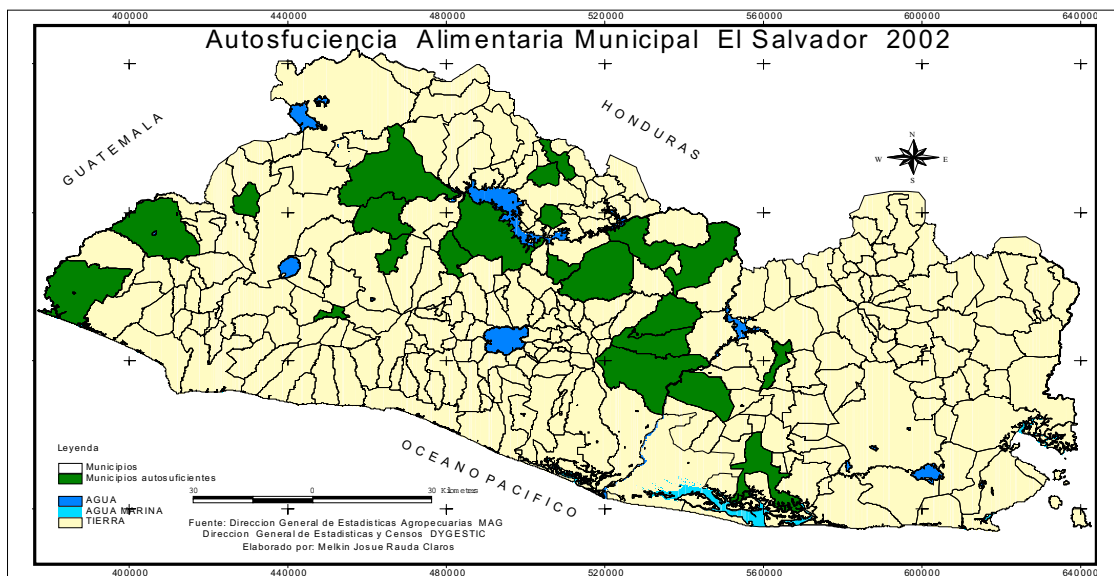 400000 440000 480000 520000 560000 600000 640000
Autosfuciencia Alimentaria Municipal El Salvador 2002
GUATEMALA
HONDURAS
N
W E
S
OCEANO PACIFICO
Leyenda
Municipios
Municipios autosuficientes
AGUA
AGUA MARINA
TIERRA
30 0 30 Kilometers
Fuente: Direccion General de Estadisticas Agropecuarias MAG
Direccion General de Estadisticas y Censos DYGESTIC
Elaborado por: Melkin Josue Rauda Claros
400000 440000 480000 520000 560000 600000 640000